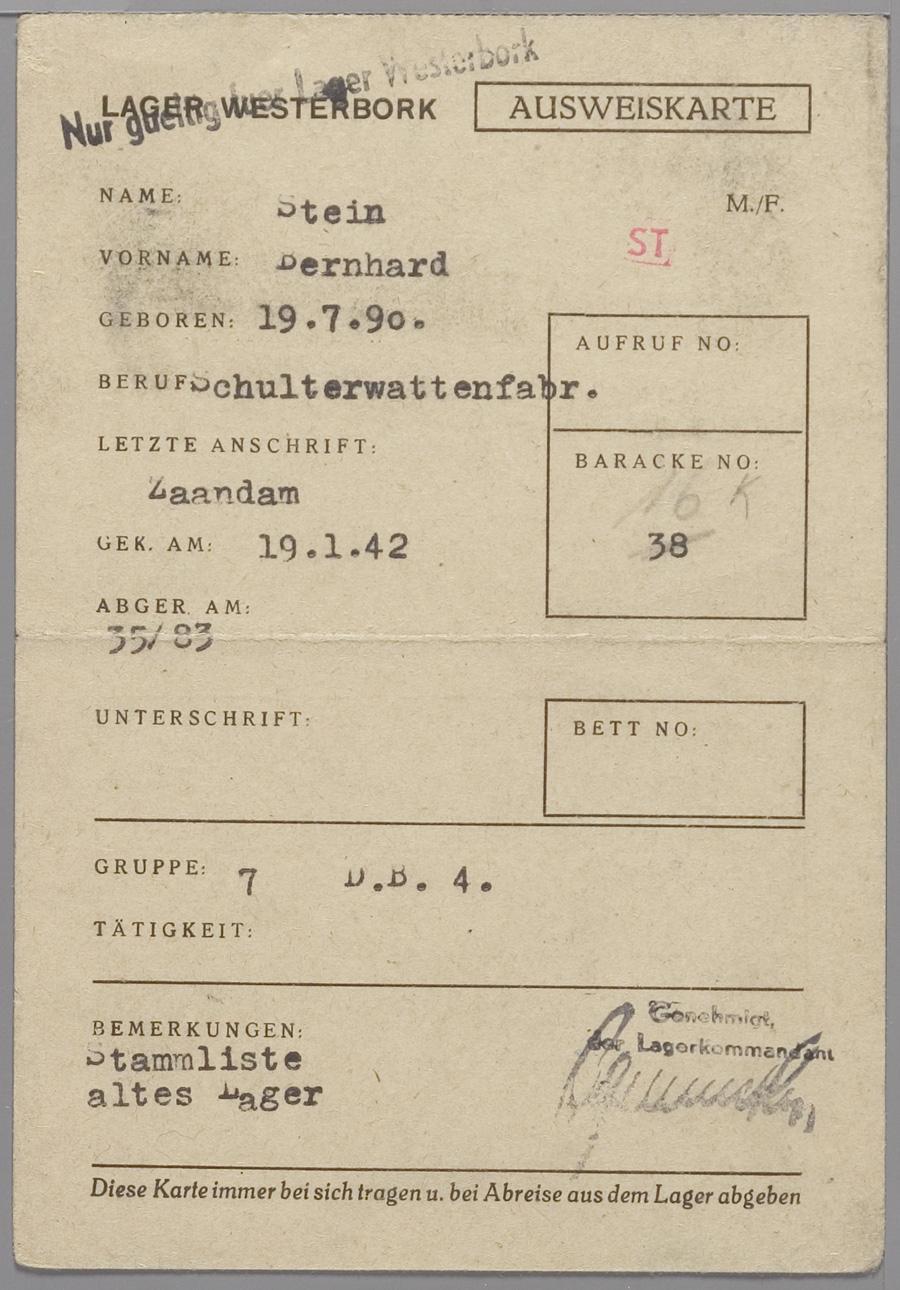 Nur gueltig fuer Lager Westerbork
LAGER WESTERBORK AUSWEISKARTE
NAME: Stein M./F.
ST
VORNAME: Bernhard
GEBOREN: 19.7.90.
AUFRUF NO:
BERUF Schulterwattenfabr.
LETZTE ANSCHRIFT:
BARACKE NO:
Zaandam
16 K
GEK. AM: 19.1.42
38
ABGER. AM:
35/83
UNTERSCHRIFT:
BETT NO:
GRUPPE: 7 D.B. 4.
TÄTIGKEIT:
BEMERKUNGEN:
Stammliste
altes Lager
Genehmigt,
der Lagerkommandant
Diese Karte immer bei sich tragen u. bei Abreise aus dem Lager abgeben